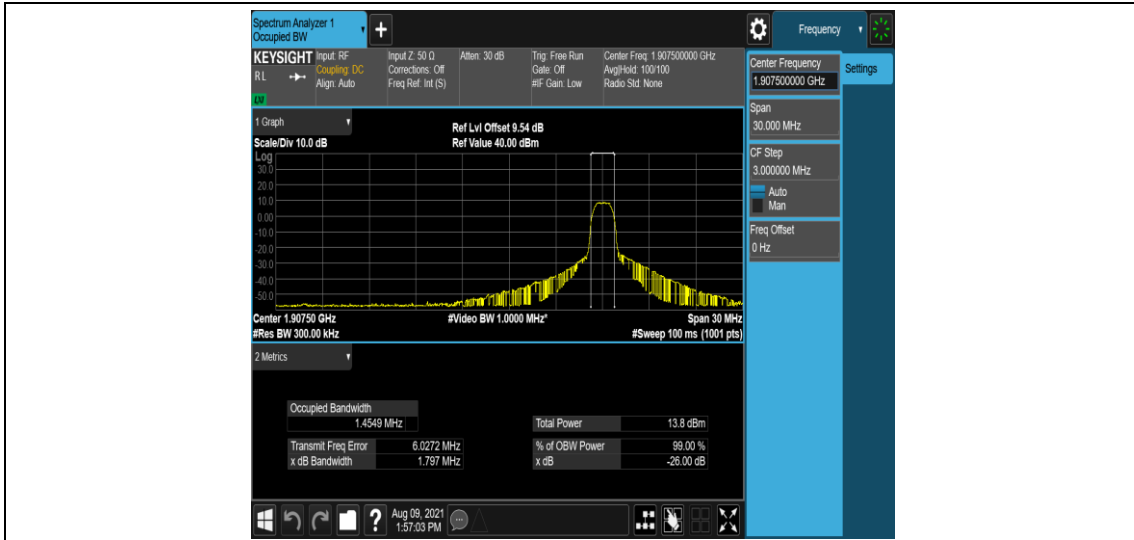 Spectrum Analyzer 1
Occupied BW
Frequency
KEYSIGHT
Input: RF
Input Z: 50 Ω
Atten: 30 dB
Trig: Free Run
Center Freq: 1.907500000 GHz
RL
Coupling: DC
Corrections: Off
Gate: Off
Avg|Hold: 100/100
Align: Auto
Freq Ref: Int (S)
#IF Gain: Low
Radio Std: None
Center Frequency
1.907500000 GHz
Settings
Span
30.000 MHz
CF Step
3.000000 MHz
Auto
Man
Freq Offset
0 Hz
1 Graph
Ref Lvl Offset 9.54 dB
Scale/Div 10.0 dB
Ref Value 40.00 dBm
Log
30.0
20.0
10.0
0.00
-10.0
-20.0
-30.0
-40.0
-50.0
Center 1.90750 GHz
#Video BW 1.0000 MHz*
Span 30 MHz
#Res BW 300.00 kHz
#Sweep 100 ms (1001 pts)
2 Metrics
Occupied Bandwidth
1.4549 MHz
Total Power 13.8 dBm
Transmit Freq Error 6.0272 MHz
% of OBW Power 99.00 %
x dB Bandwidth 1.797 MHz
x dB -26.00 dB
?
Aug 09, 2021
1:57:03 PM